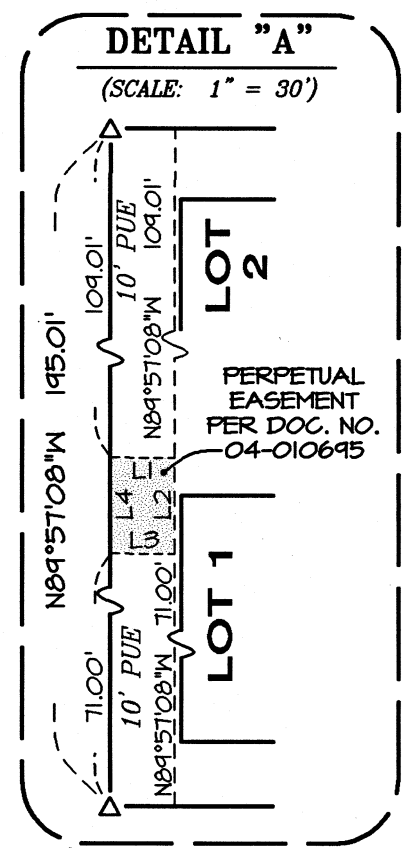 DETAIL "A"
(SCALE: 1" = 30')
N89°57'08"W 195.01'
109.01'
10' PUE
N89°57'08"W 109.01'
LOT 2
PERPETUAL
EASEMENT
PER DOC. NO.
04-010695
L1
L4
L2
L3
71.00'
10' PUE
N89°57'08"W 71.00'
LOT 1